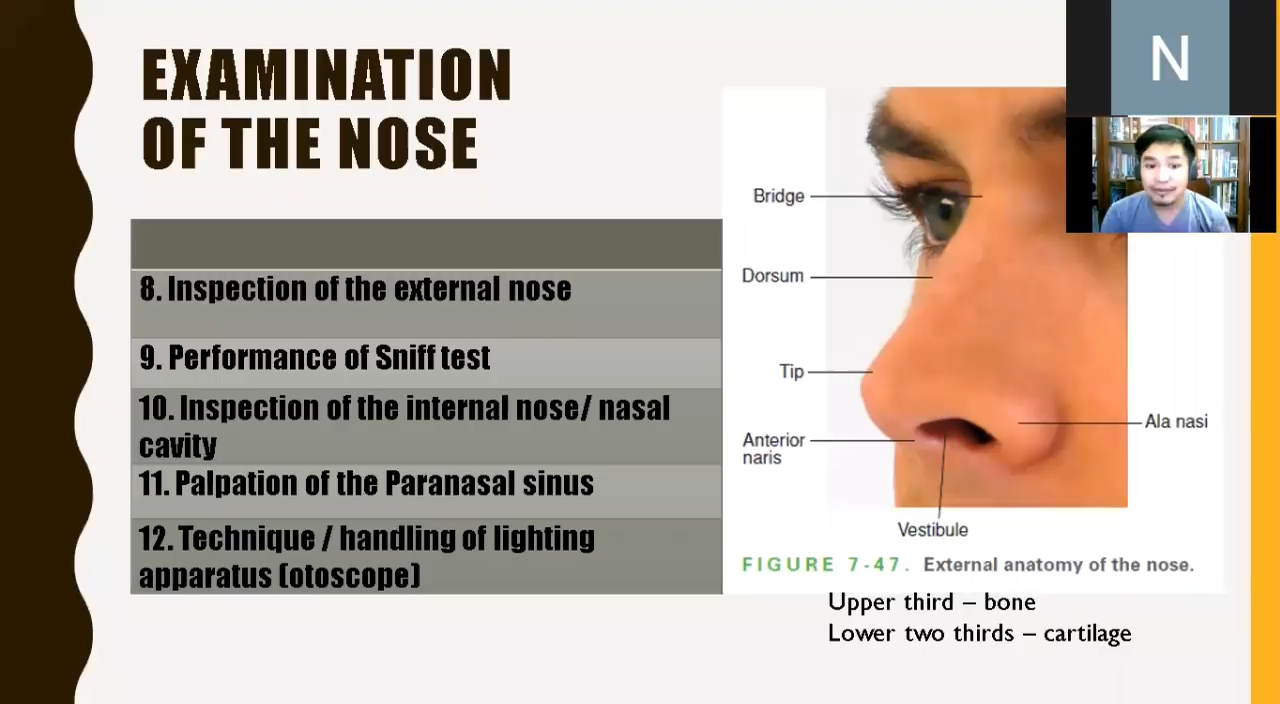 EXAMINATION
OF THE NOSE
8. Inspection of the external nose
9. Performance of Sniff test
10. Inspection of the internal nose/ nasal
cavity
11. Palpation of the Paranasal sinus
12. Technique / handling of lighting
apparatus (otoscope)
N
Bridge
Dorsum
Tip
Anterior
naris
Ala nasi
Vestibule
FIGURE 7-47. External anatomy of the nose.
Upper third – bone
Lower two thirds – cartilage